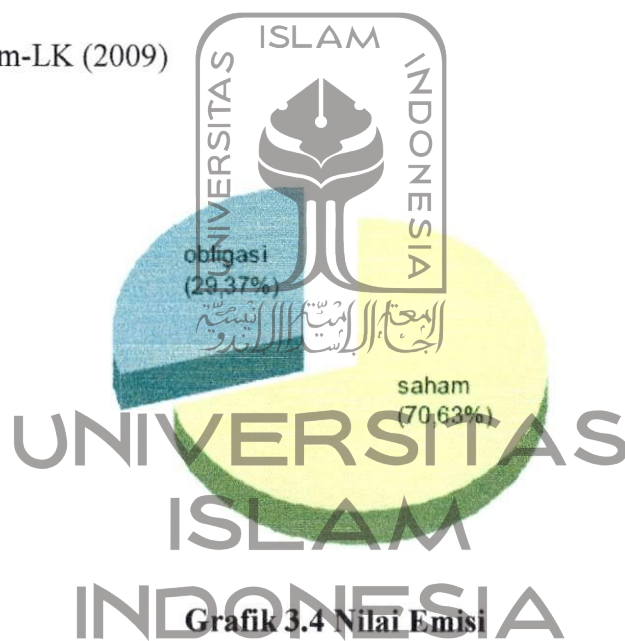 m-LK (2009)
ISLAM
UNIVERSITAS
INDONESIA
obligasi
(29,37%)
saham
(70,63%)
UNIVERSITAS
ISLAM
INDONESIA
Grafik 3.4 Nilai Emisi